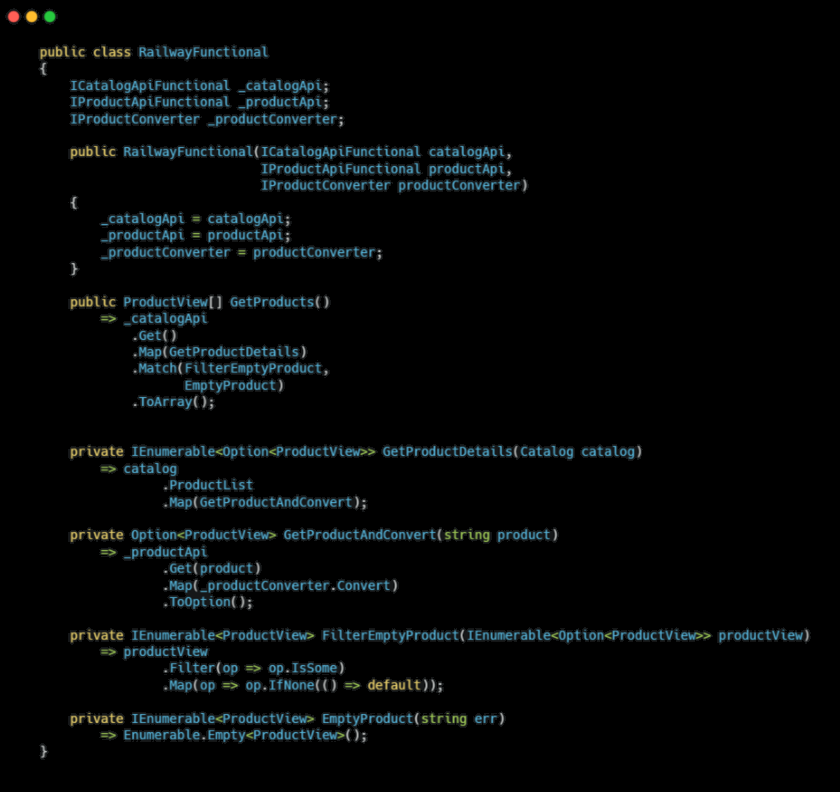 public class RailwayFunctional
{
    ICatalogApiFunctional _catalogApi;
    IProductApiFunctional _productApi;
    IProductConverter _productConverter;

    public RailwayFunctional(ICatalogApiFunctional catalogApi,
                             IProductApiFunctional productApi,
                             IProductConverter productConverter)
    {
        _catalogApi = catalogApi;
        _productApi = productApi;
        _productConverter = productConverter;
    }

    public ProductView[] GetProducts()
        => _catalogApi
            .Get()
            .Map(GetProductDetails)
            .Match(FilterEmptyProduct,
                   EmptyProduct)
            .ToArray();


    private IEnumerable<Option<ProductView>> GetProductDetails(Catalog catalog)
        => catalog
                .ProductList
                .Map(GetProductAndConvert);

    private Option<ProductView> GetProductAndConvert(string product)
        => _productApi
                .Get(product)
                .Map(_productConverter.Convert)
                .ToOption();

    private IEnumerable<ProductView> FilterEmptyProduct(IEnumerable<Option<ProductView>> productView)
        => productView
                .Filter(op => op.IsSome)
                .Map(op => op.IfNone(() => default));

    private IEnumerable<ProductView> EmptyProduct(string err)
        => Enumerable.Empty<ProductView>();
}